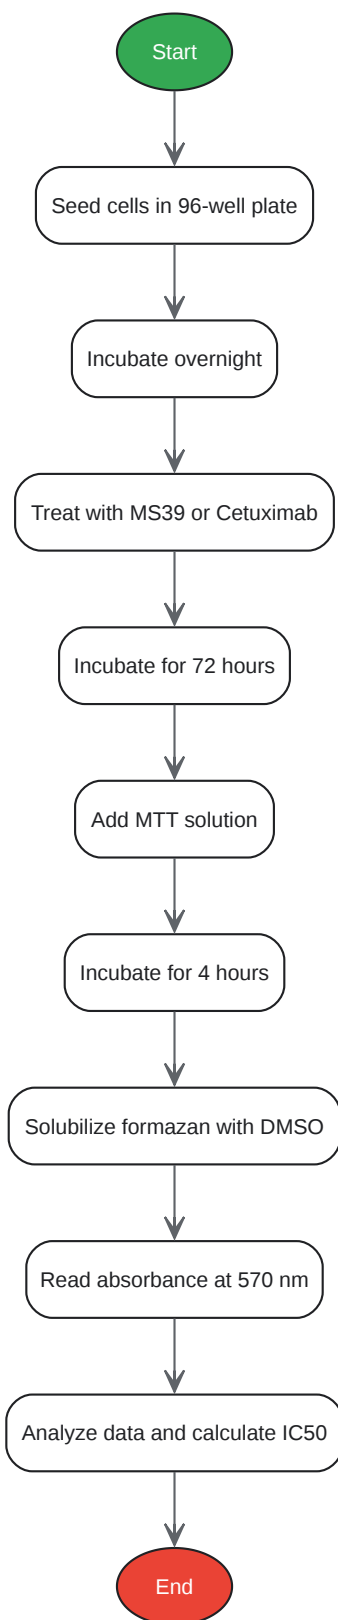 Start
Seed cells in 96-well plate
Incubate overnight
Treat with MS39 or Cetuximab
Incubate for 72 hours
Add MTT solution
Incubate for 4 hours
Solubilize formazan with DMSO
Read absorbance at 570 nm
Analyze data and calculate IC50
End